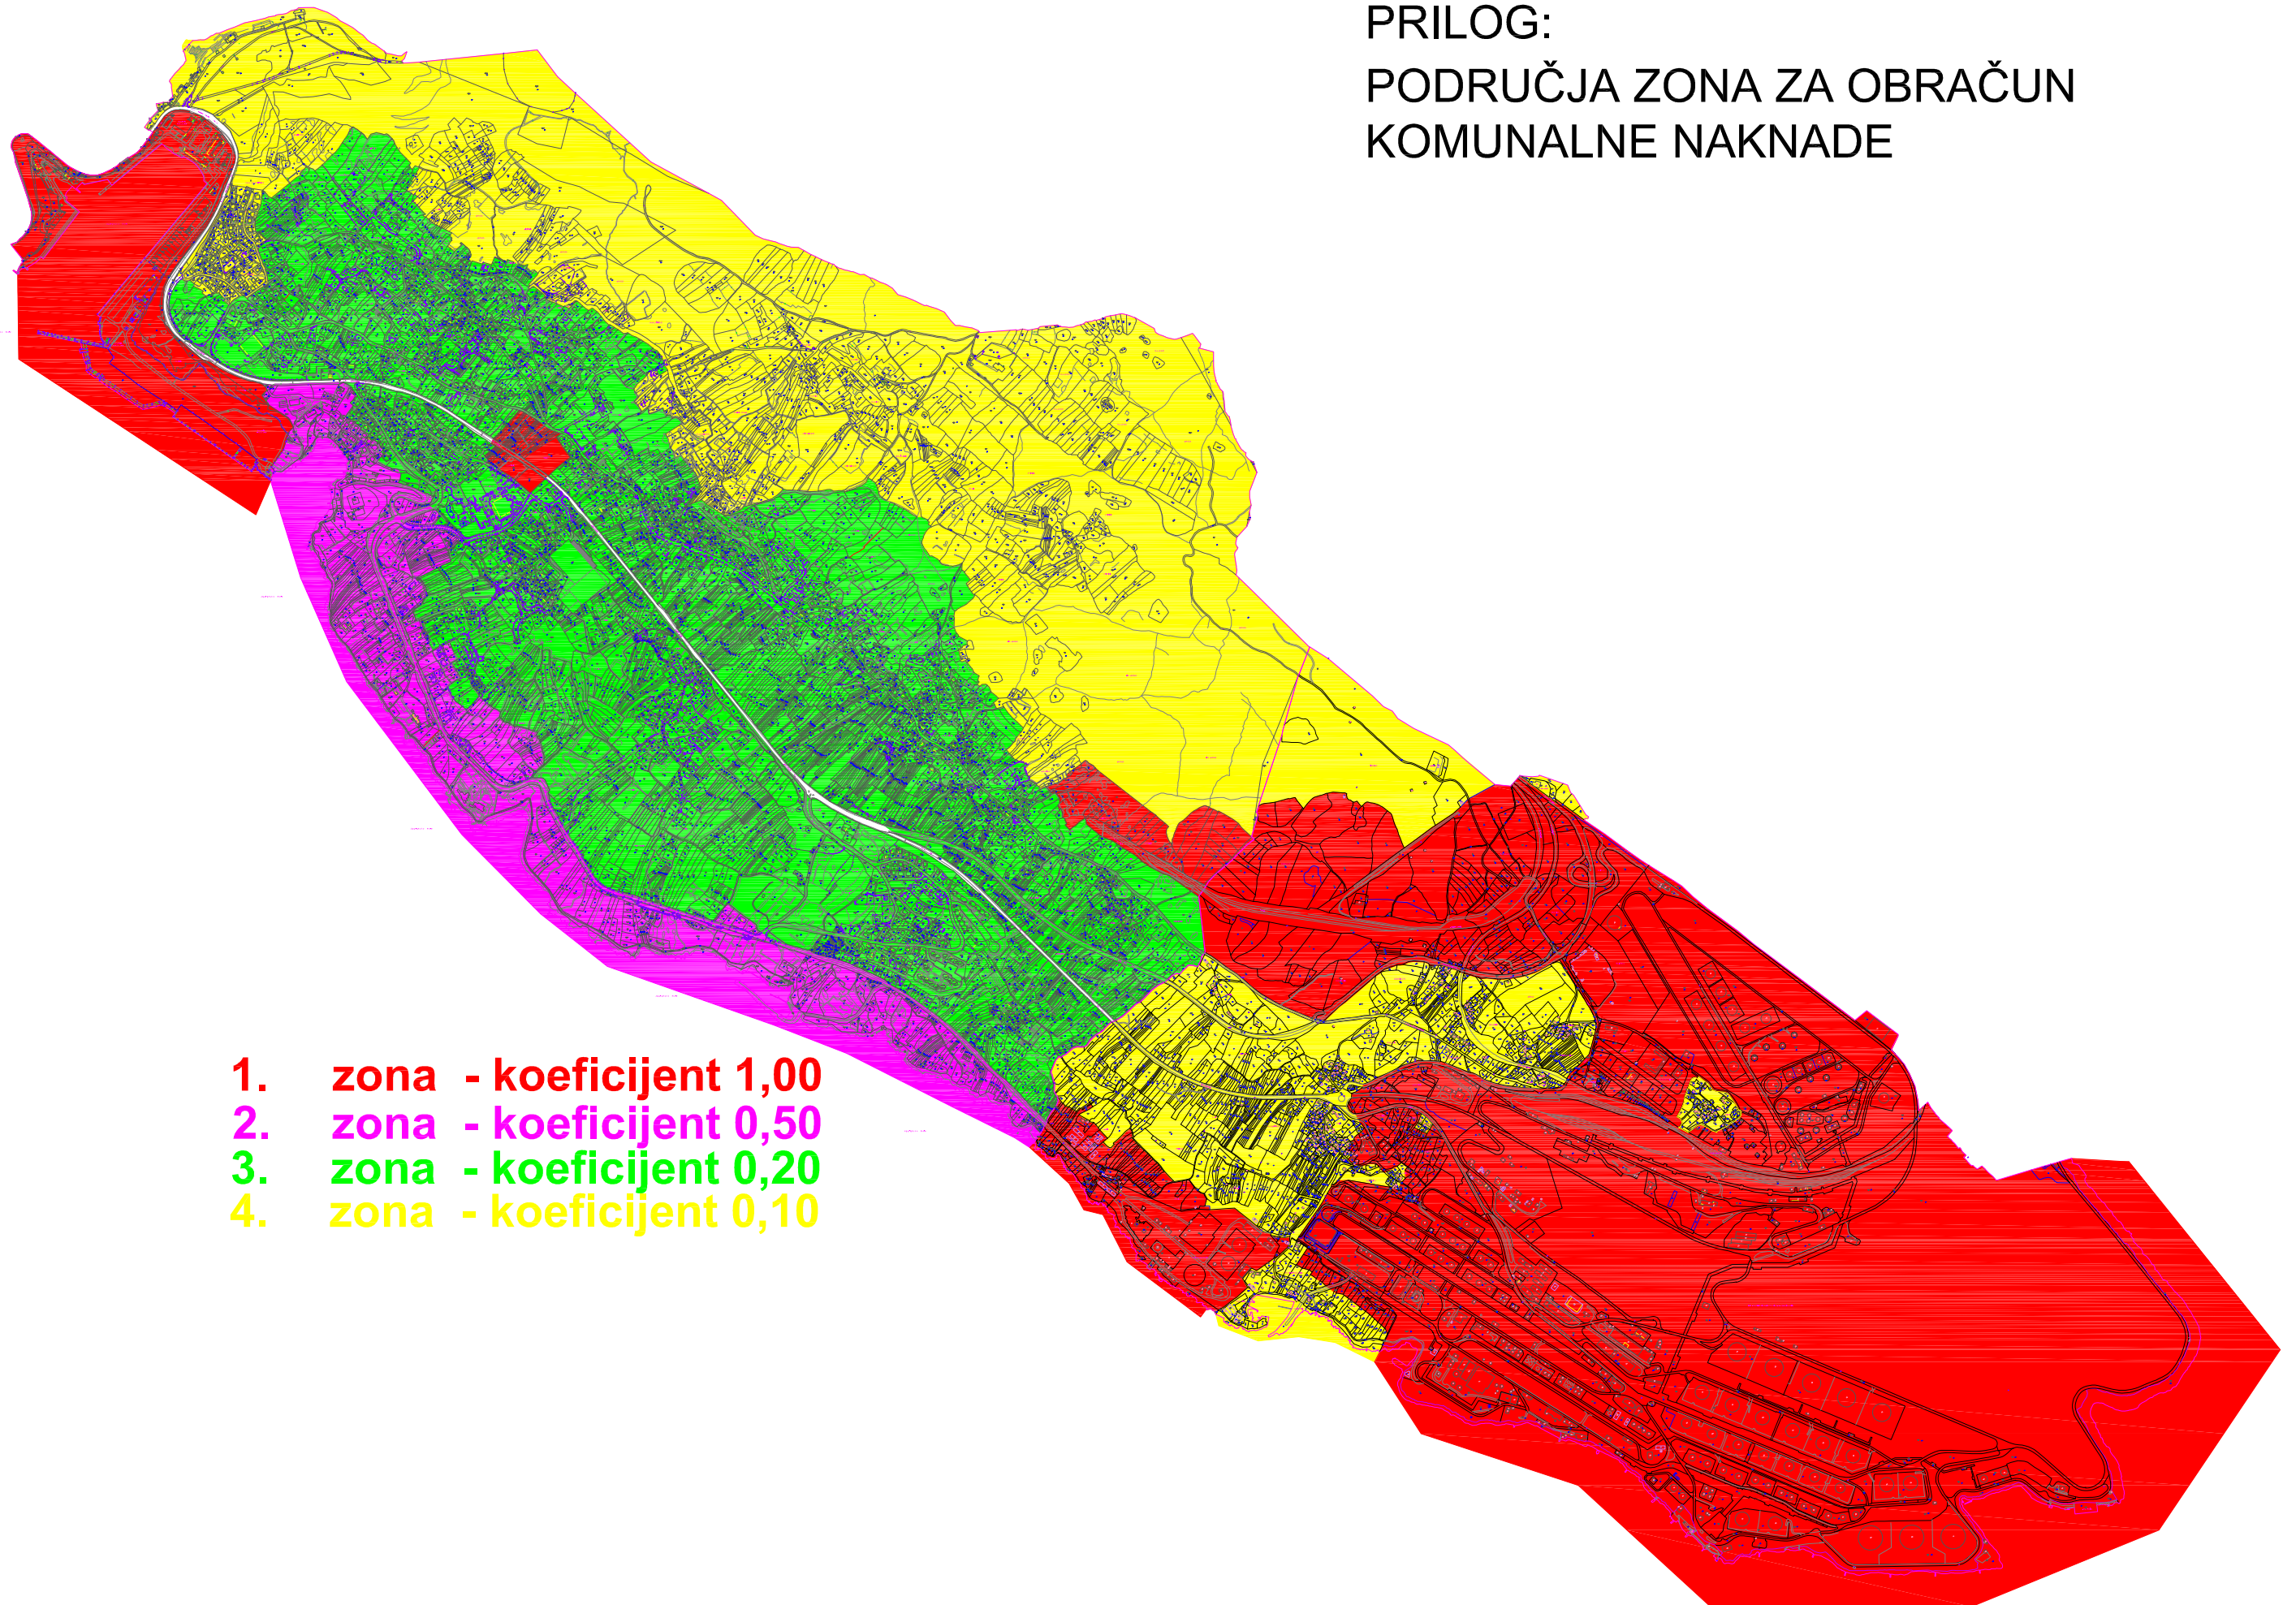 PRILOG:
PODRUČJA ZONA ZA OBRAČUN
KOMUNALNE NAKNADE
1. zona - koeficijent 1,00
2. zona - koeficijent 0,50
3. zona - koeficijent 0,20
4. zona - koeficijent 0,10